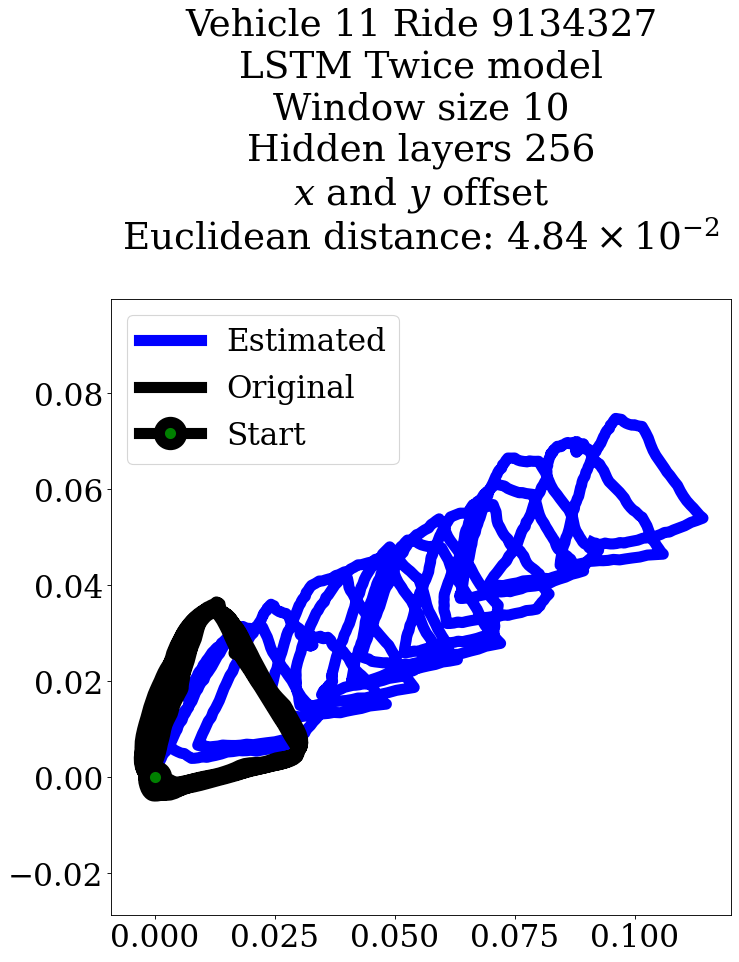 Vehicle 11 Ride 9134327
LSTM Twice model
Window size 10
Hidden layers 256
x and y offset
Euclidean distance: 4.84 × 10⁻²
Estimated
Original
Start
0.08
0.06
0.04
0.02
0.00
−0.02
0.000 0.025 0.050 0.075 0.100